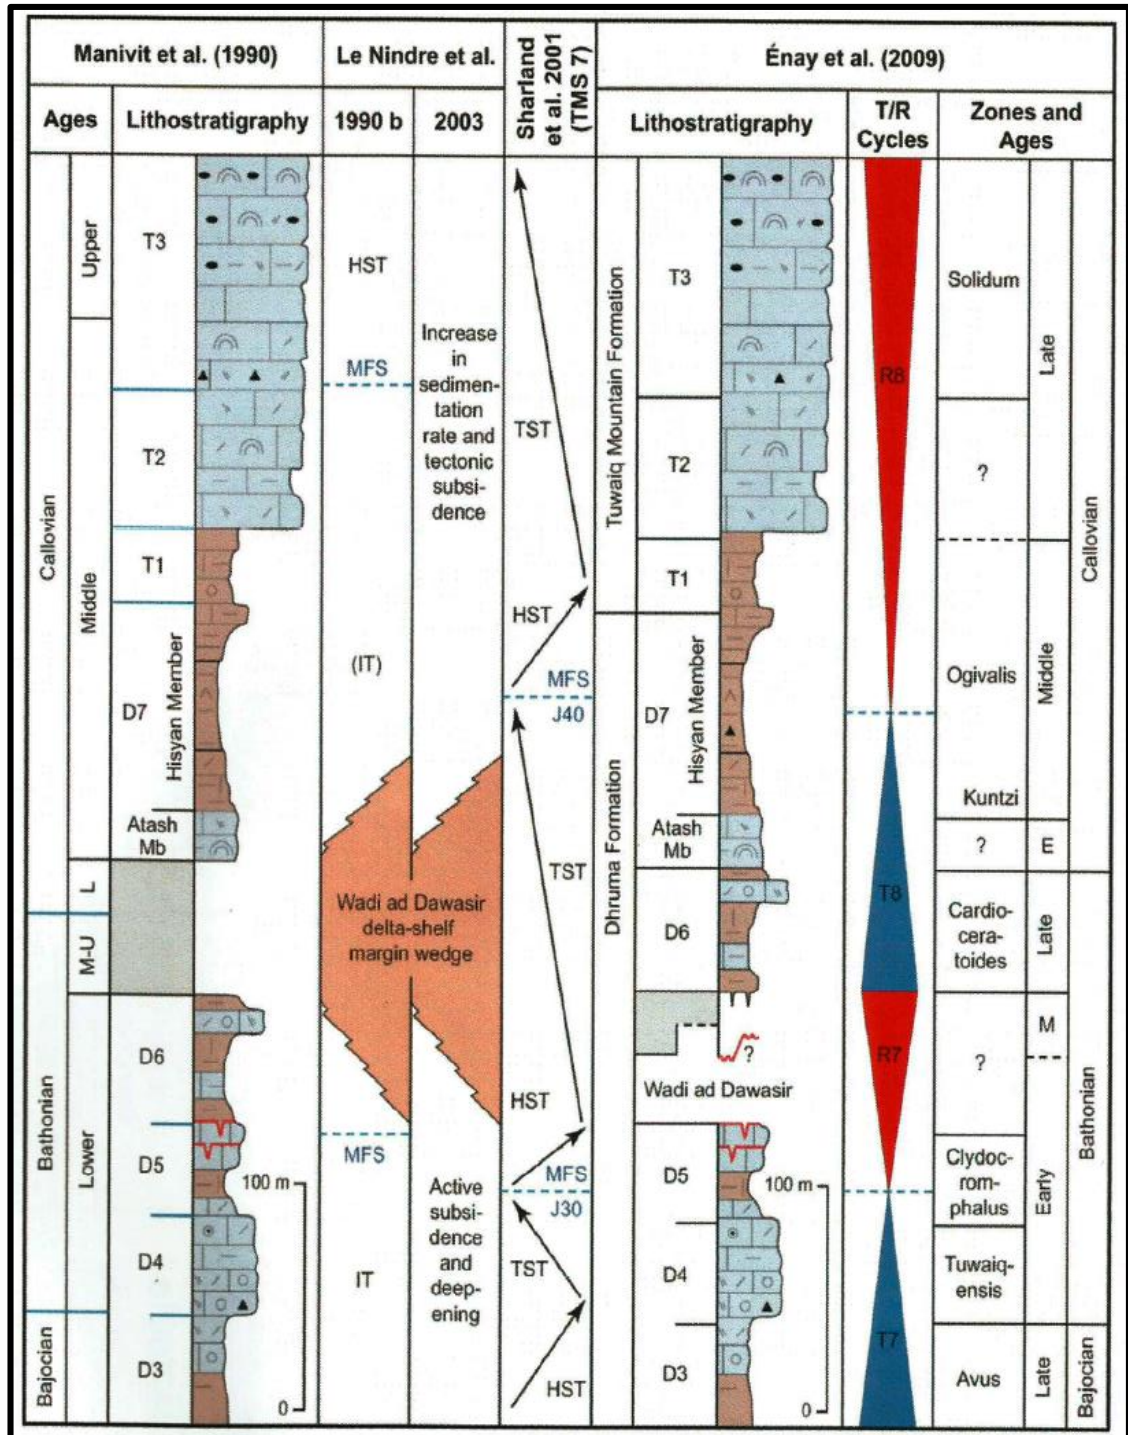 Manivit et al. (1990)
Le Nindre et al.
Sharland
et al. 2001
(TMS 7)
Énay et al. (2009)
Ages
Lithostratigraphy
1990 b
2003
Lithostratigraphy
T/R
Cycles
Zones and
Ages
Callovian
Bathonian
Bajocian
Upper
Middle
L
M-U
Lower
T3
T2
T1
D7
Hisyan Member
Atash
Mb
D6
D5
D4
D3
100 m
0
HST
MFS
(IT)
Wadi ad Dawasir
delta-shelf
margin wedge
MFS
IT
Increase
in
sedimen-
tation
rate and
tectonic
subsi-
dence
Active
subsi-
dence
and
deep-
ening
TST
HST
MFS
J40
TST
HST
MFS
J30
TST
HST
Tuwaiq Mountain Formation
Dhruma Formation
T3
T2
T1
D7
Hisyan Member
Atash
Mb
D6
?
Wadi ad Dawasir
D5
D4
D3
100 m
0
R8
T8
R7
T7
Solidum
?
Ogivalis
Kuntzi
?
Cardio-
cera-
toides
?
Clydoc-
rom-
phalus
Tuwaiq-
ensis
Avus
Late
Middle
E
Late
M
Early
Late
Callovian
Bathonian
Bajocian